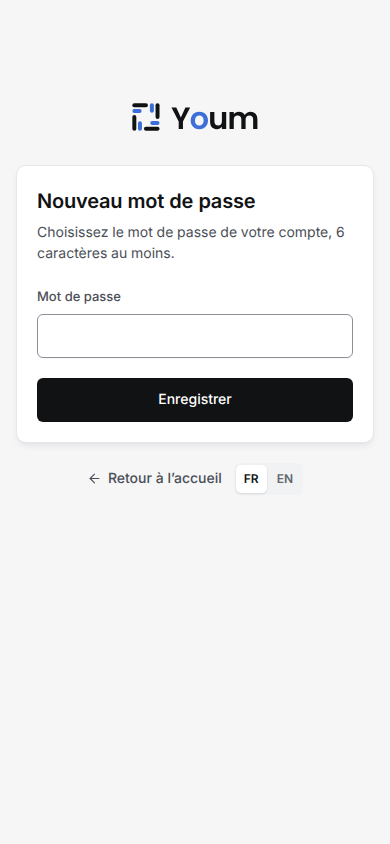 Youm
Nouveau mot de passe
Choisissez le mot de passe de votre compte, 6
caractères au moins.
Mot de passe
Enregistrer
← Retour à l’accueil FR EN